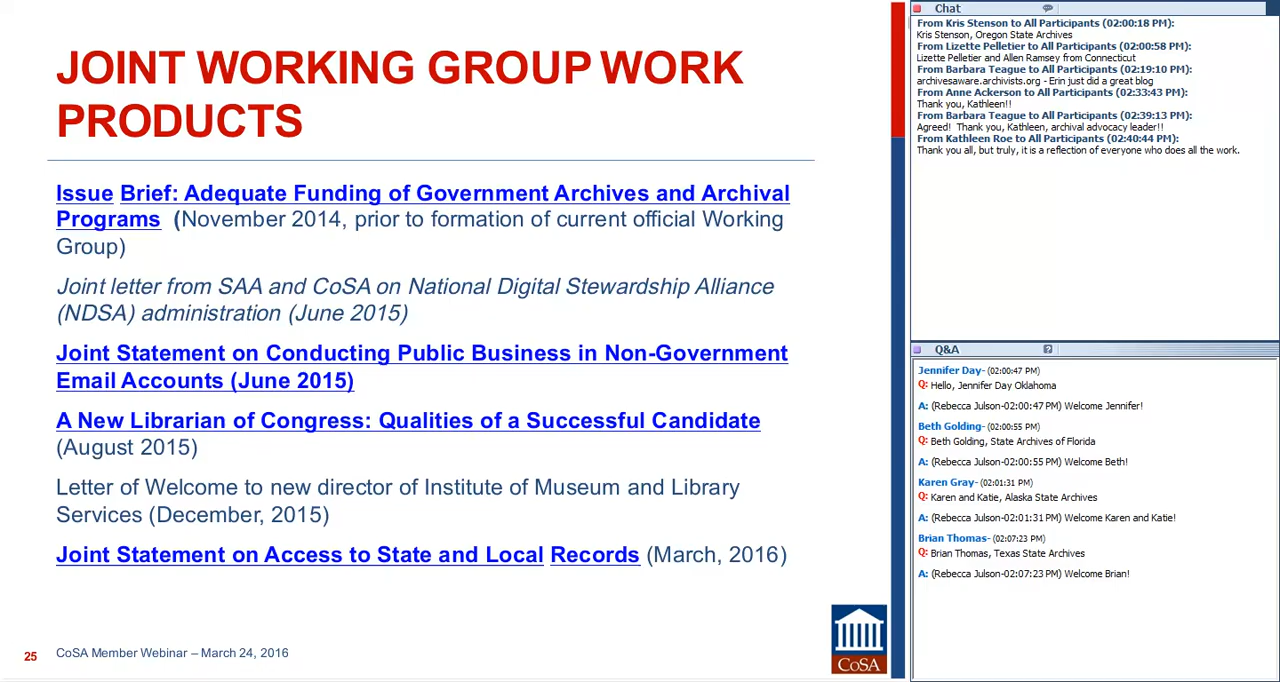 JOINT WORKING GROUP WORK
PRODUCTS
Issue Brief: Adequate Funding of Government Archives and Archival
Programs (November 2014, prior to formation of current official Working
Group)
Joint letter from SAA and CoSA on National Digital Stewardship Alliance
(NDSA) administration (June 2015)
Joint Statement on Conducting Public Business in Non-Government
Email Accounts (June 2015)
A New Librarian of Congress: Qualities of a Successful Candidate
(August 2015)
Letter of Welcome to new director of Institute of Museum and Library
Services (December, 2015)
Joint Statement on Access to State and Local Records (March, 2016)
25
CoSA Member Webinar – March 24, 2016
CoSA
Chat
From Kris Stenson to All Participants (02:00:18 PM):
Kris Stenson, Oregon State Archives
From Lizette Pelletier to All Participants (02:00:58 PM):
Lizette Pelletier and Allen Ramsey from Connecticut
From Barbara Teague to All Participants (02:19:10 PM):
archivesaware.archivists.org - Erin just did a great blog
From Anne Ackerson to All Participants (02:33:43 PM):
Thank you, Kathleen!!
From Barbara Teague to All Participants (02:39:13 PM):
Agreed! Thank you, Kathleen, archival advocacy leader!!
From Kathleen Roe to All Participants (02:40:44 PM):
Thank you all, but truly, it is a reflection of everyone who does all the work.
Q&A
Jennifer Day- (02:00:47 PM)
Q: Hello, Jennifer Day Oklahoma
A: (Rebecca Julson-02:00:47 PM) Welcome Jennifer!
Beth Golding- (02:00:55 PM)
Q: Beth Golding, State Archives of Florida
A: (Rebecca Julson-02:00:55 PM) Welcome Beth!
Karen Gray- (02:01:31 PM)
Q: Karen and Katie, Alaska State Archives
A: (Rebecca Julson-02:01:31 PM) Welcome Karen and Katie!
Brian Thomas- (02:07:23 PM)
Q: Brian Thomas, Texas State Archives
A: (Rebecca Julson-02:07:23 PM) Welcome Brian!